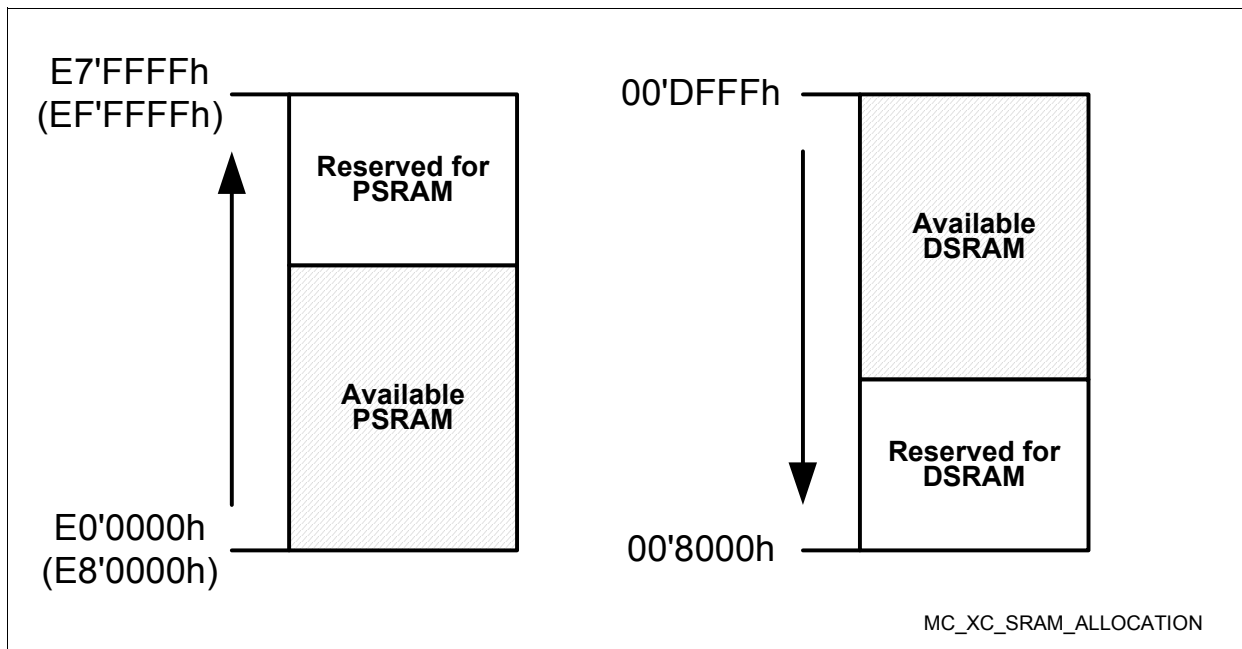 E7'FFFFh
(EF'FFFFh)
Reserved for
PSRAM
Available
PSRAM
E0'0000h
(E8'0000h)
00'DFFFh
Available
DSRAM
Reserved for
DSRAM
00'8000h
MC_XC_SRAM_ALLOCATION